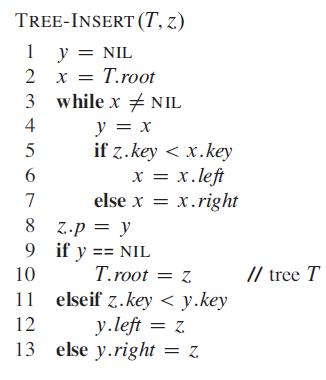 TREE-INSERT(T, z)
1 y = NIL
2 x = T.root
3 while x ≠ NIL
4 y = x
5 if z.key < x.key
6 x = x.left
7 else x = x.right
8 z.p = y
9 if y == NIL
10 T.root = z // tree T
11 elseif z.key < y.key
12 y.left = z
13 else y.right = z